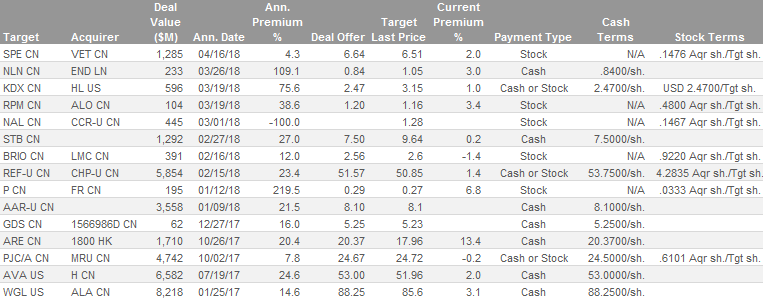 Deal Ann. Target Current
Value Premium Last Price Premium Cash
Target Acquirer ($M) Ann. Date % Deal Offer % Payment Type Terms Stock Terms
SPE CN VET CN 1,285 04/16/18 4.3 6.64 6.51 2.0 Stock N/A .1476 Aqr sh./Tgt sh.
NLN CN END LN 233 03/26/18 109.1 0.84 1.05 3.0 Cash .8400/sh.
KDX CN HL US 596 03/19/18 75.6 2.47 3.15 1.0 Cash or Stock 2.4700/sh. USD 2.4700/Tgt sh.
RPM CN ALO CN 104 03/19/18 38.6 1.20 1.16 3.4 Stock N/A .4800 Aqr sh./Tgt sh.
NAL CN CCR-U CN 445 03/01/18 -100.0 1.28 Stock N/A .1467 Aqr sh./Tgt sh.
STB CN 1,292 02/27/18 27.0 7.50 9.64 0.2 Cash 7.5000/sh.
BRIO CN LMC CN 391 02/16/18 12.0 2.56 2.6 -1.4 Stock N/A .9220 Aqr sh./Tgt sh.
REF-U CN CHP-U CN 5,854 02/15/18 23.4 51.57 50.85 1.4 Cash or Stock 53.7500/sh. 4.2835 Aqr sh./Tgt sh.
P CN FR CN 195 01/12/18 219.5 0.29 0.27 6.8 Stock N/A .0333 Aqr sh./Tgt sh.
AAR-U CN 3,558 01/09/18 21.5 8.10 8.1 Cash 8.1000/sh.
GDS CN 1566986D CN 62 12/27/17 16.0 5.25 5.23 Cash 5.2500/sh.
ARE CN 1800 HK 1,710 10/26/17 20.4 20.37 17.96 13.4 Cash 20.3700/sh.
PJC/A CN MRU CN 4,742 10/02/17 7.8 24.67 24.72 -0.2 Cash or Stock 24.5000/sh. .6101 Aqr sh./Tgt sh.
AVA US H CN 6,582 07/19/17 24.6 53.00 51.96 2.0 Cash 53.0000/sh.
WGL US ALA CN 8,218 01/25/17 14.6 88.25 85.6 3.1 Cash 88.2500/sh.